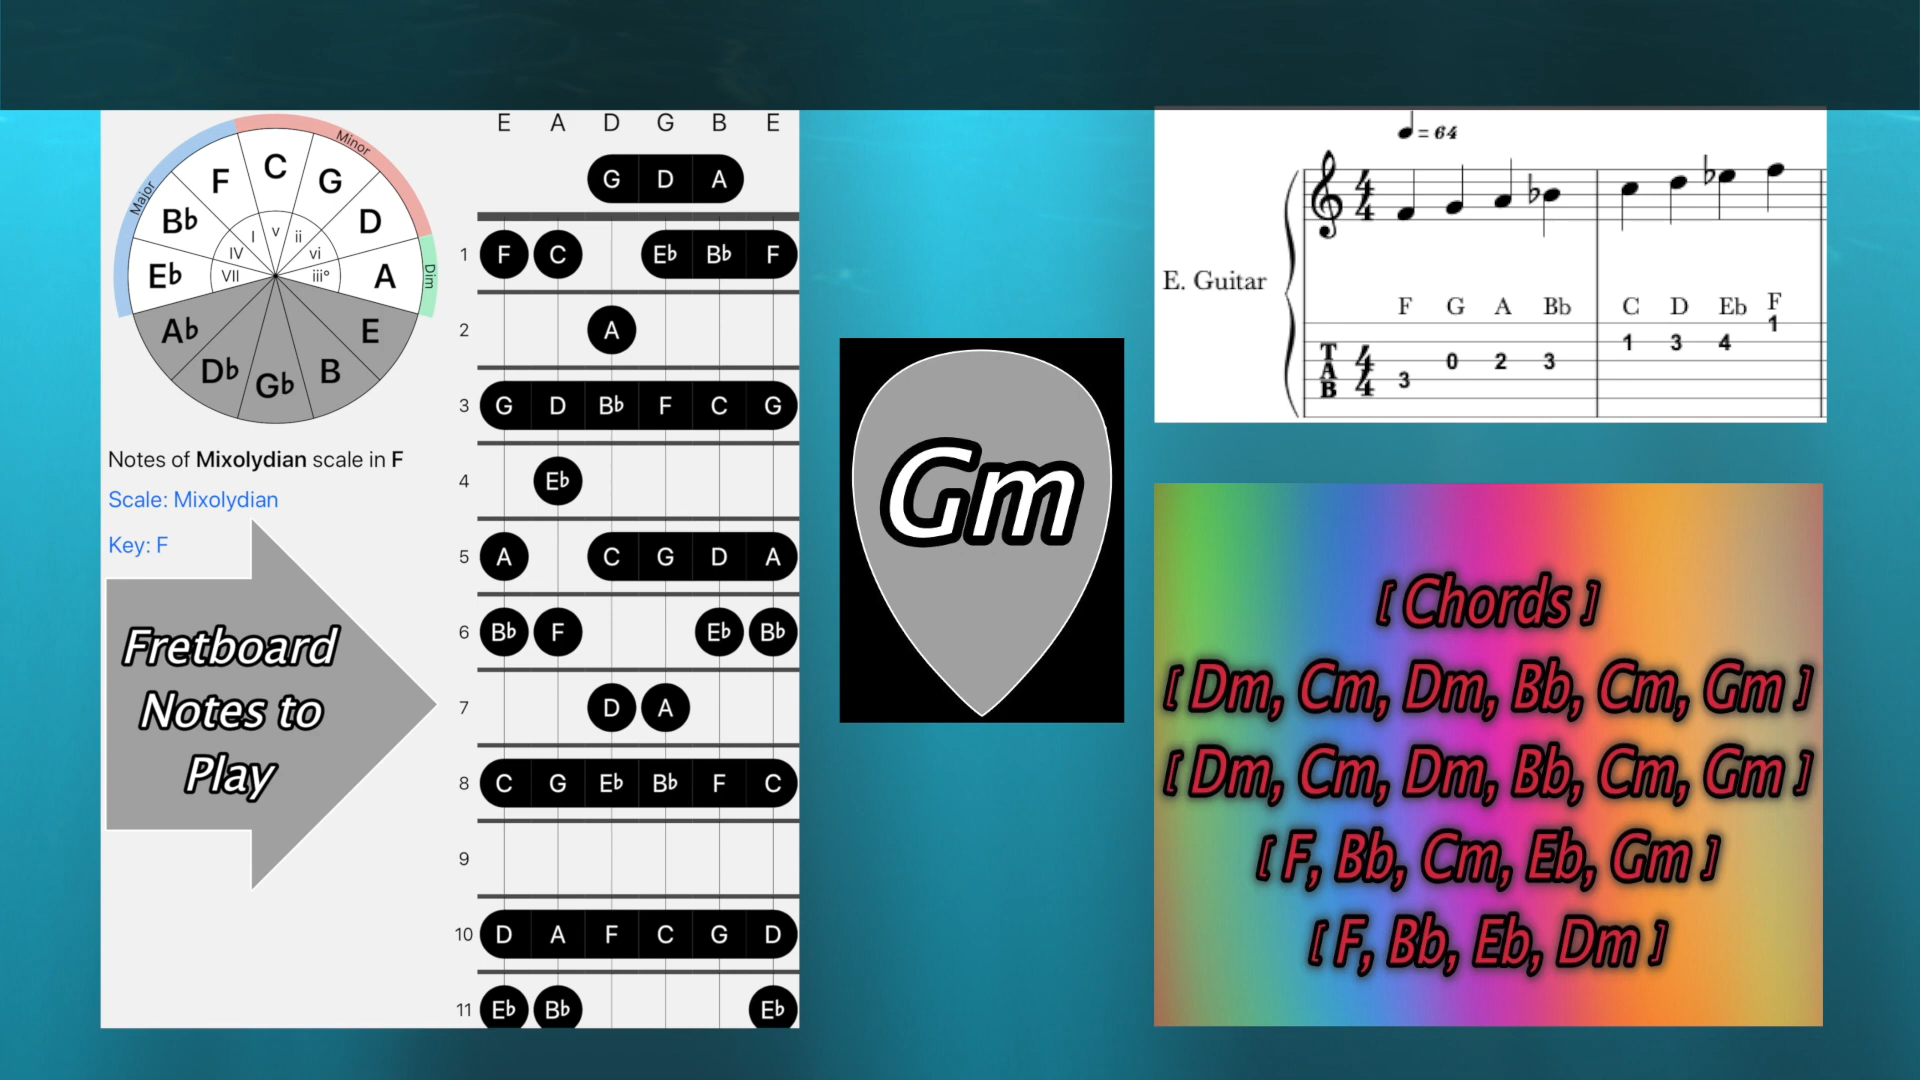 Major
Minor
Dim
C
G
D
A
E
B
Gb
Db
Ab
Eb
Bb
F
I
V
ii
vi
iii°
VII
IV
Notes of Mixolydian scale in F
Scale: Mixolydian
Key: F
Fretboard
Notes to
Play
E A D G B E
G D A
1 F C Eb Bb F
2 A
3 G D Bb F C G
4 Eb
5 A C G D A
6 Bb F Eb Bb
7 D A
8 C G Eb Bb F C
9
10 D A F C G D
11 Eb Bb Eb
Gm
= 64
4 4
E. Guitar
F G A Bb C D Eb F
T A B
4 4
3 0 2 3 1 3 4 1
[ Chords ]
[ Dm, Cm, Dm, Bb, Cm, Gm ]
[ Dm, Cm, Dm, Bb, Cm, Gm ]
[ F, Bb, Cm, Eb, Gm ]
[ F, Bb, Eb, Dm ]